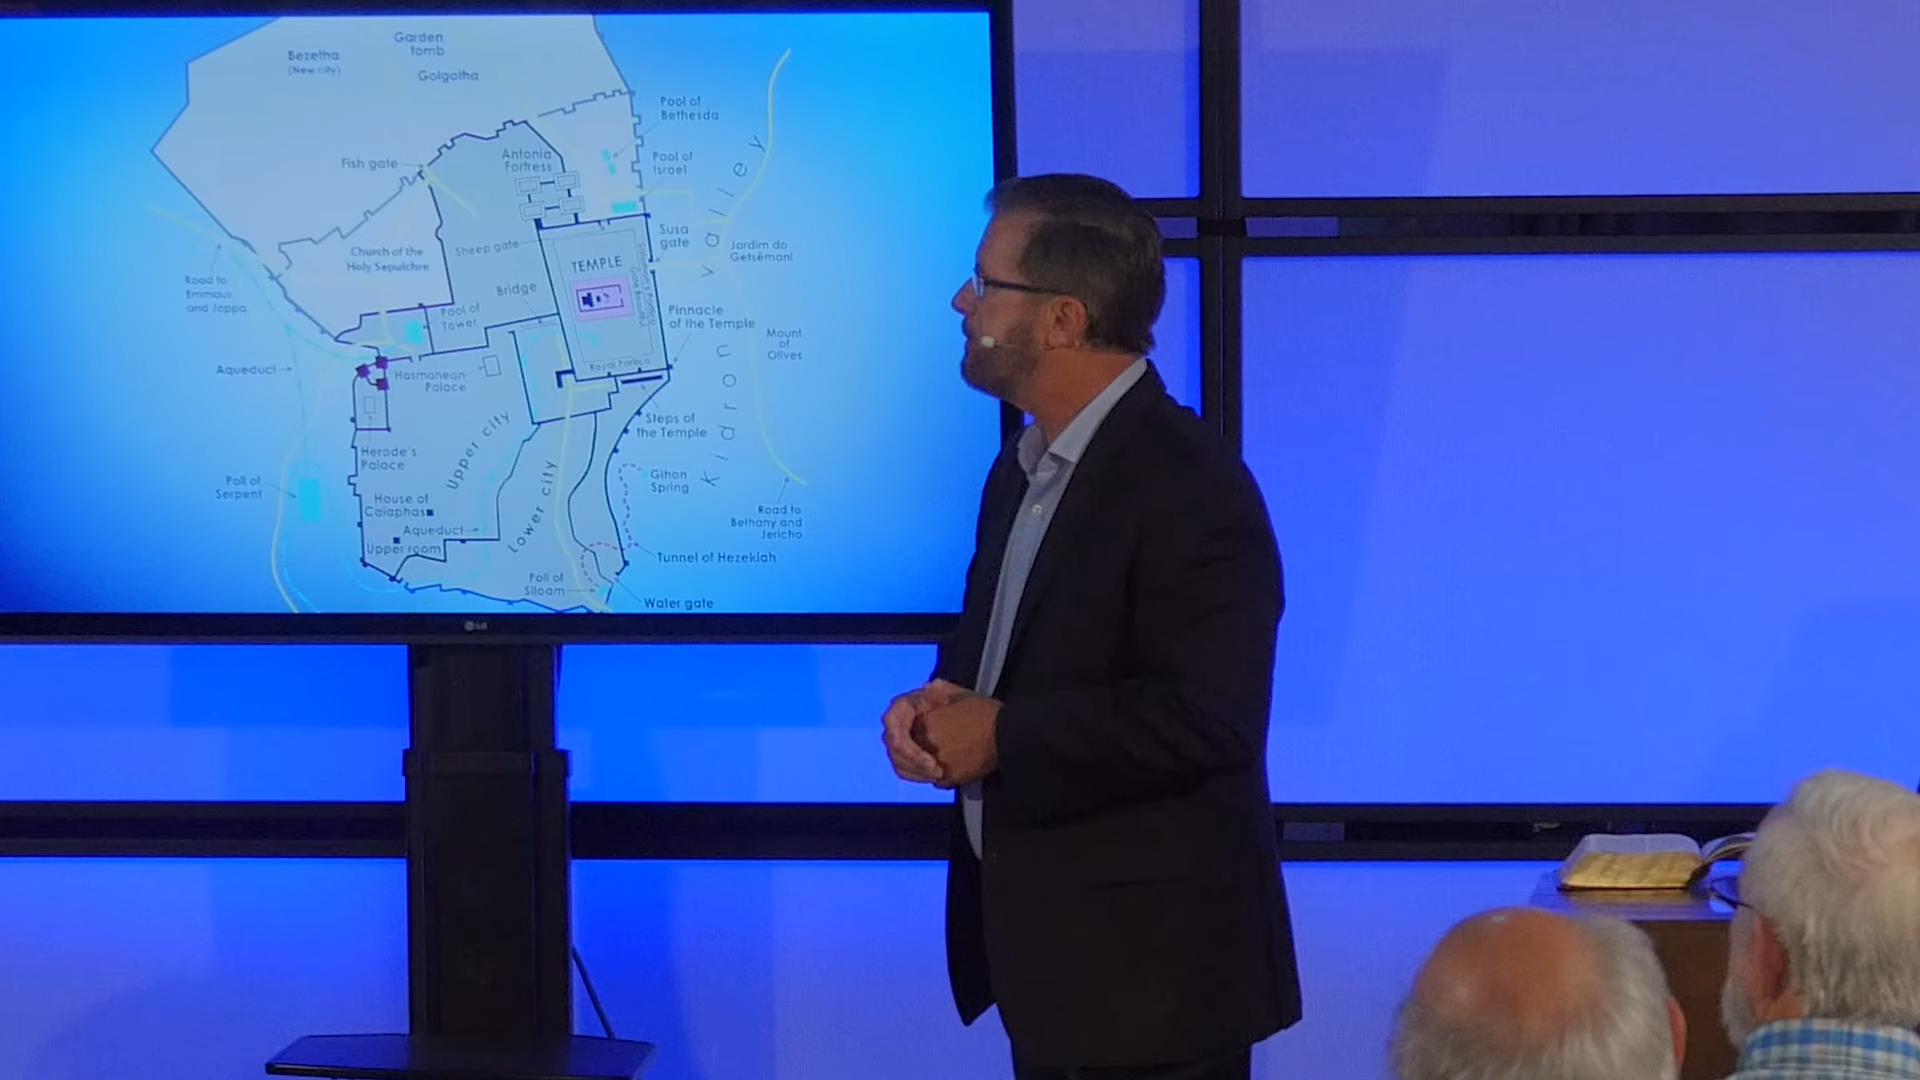 Garden
tomb
Bezetha
(New city)
Golgotha
Pool of
Bethesda
Antonia
Fortress
Fish gate
Pool of
Israel
Susa
gate
Sheep gate
Jardim do
Getsêmani
Church of the
Holy Sepulchre
TEMPLE
Road to
Emmaus
and Joppa
Bridge
Pool of
Tower
Pinnacle
of the Temple
Mount
of
Olives
Kidron valley
Aqueduct
Hasmonean
Palace
Royal Portico
Steps of
the Temple
Upper city
Herode's
Palace
Lower city
Gihon
Spring
Poll of
Serpent
House of
Caiaphas
Road to
Bethany and
Jericho
Aqueduct
Upper room
Tunnel of Hezekiah
Poll of
Siloam
Water gate
LG